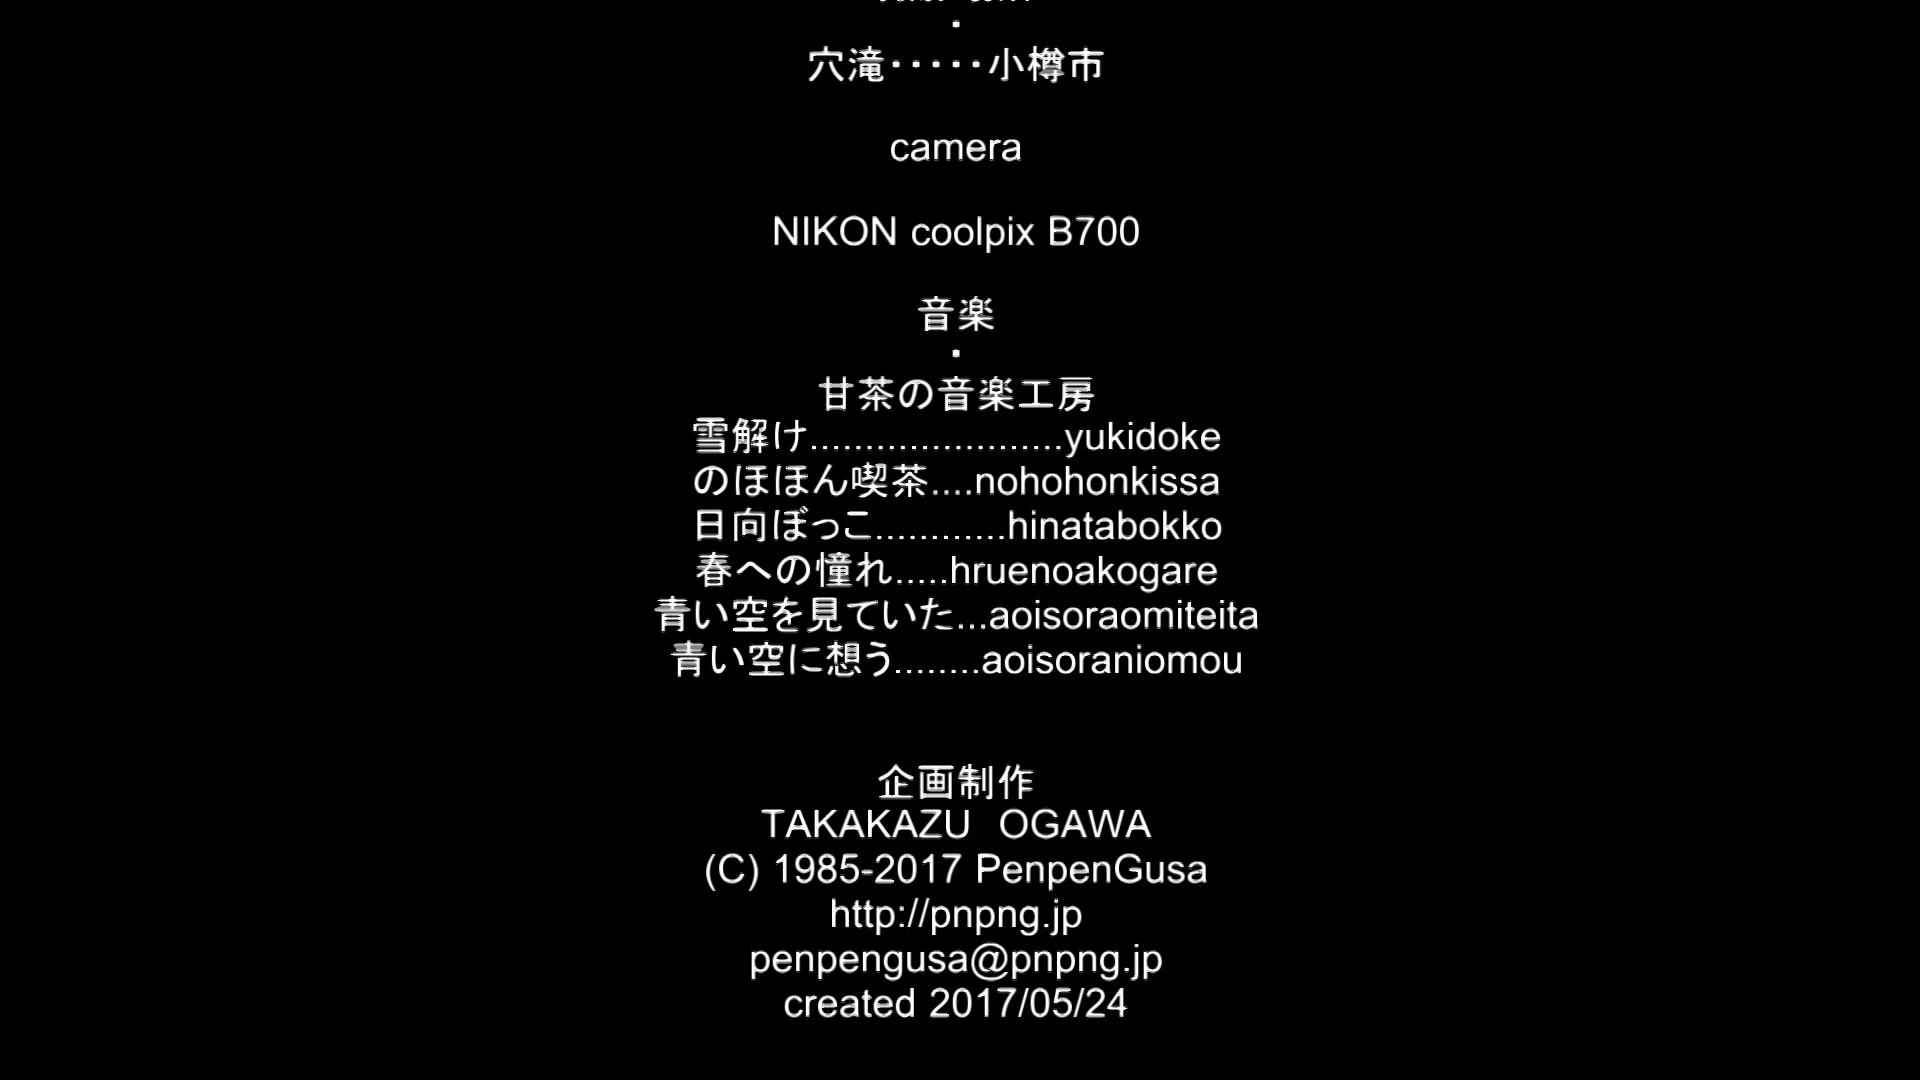 ・
穴滝・・・・・小樽市
camera
NIKON coolpix B700
音楽
・
甘茶の音楽工房
雪解け.......................yukidoke
のほほん喫茶....nohohonkissa
日向ぼっこ............hinatabokko
春への憧れ.....hruenoakogare
青い空を見ていた...aoisoraomiteita
青い空に想う........aoisoraniomou
企画制作
TAKAKAZU　OGAWA
(C) 1985-2017 PenpenGusa
http://pnpng.jp
penpengusa@pnpng.jp
created 2017/05/24